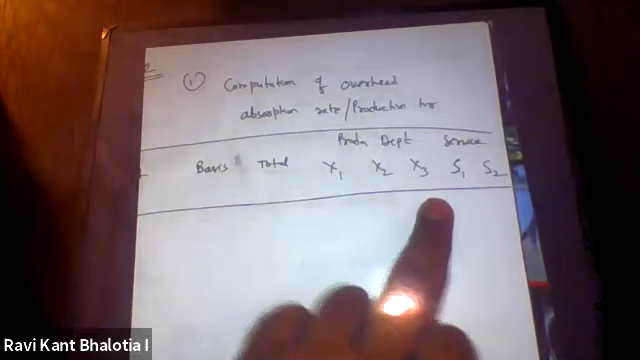 ① Computation of overhead
absorption rate/Production hr
Prodn Dept Service
Basis Total X1 X2 X3 S1 S2
Ravi Kant Bhalotia I